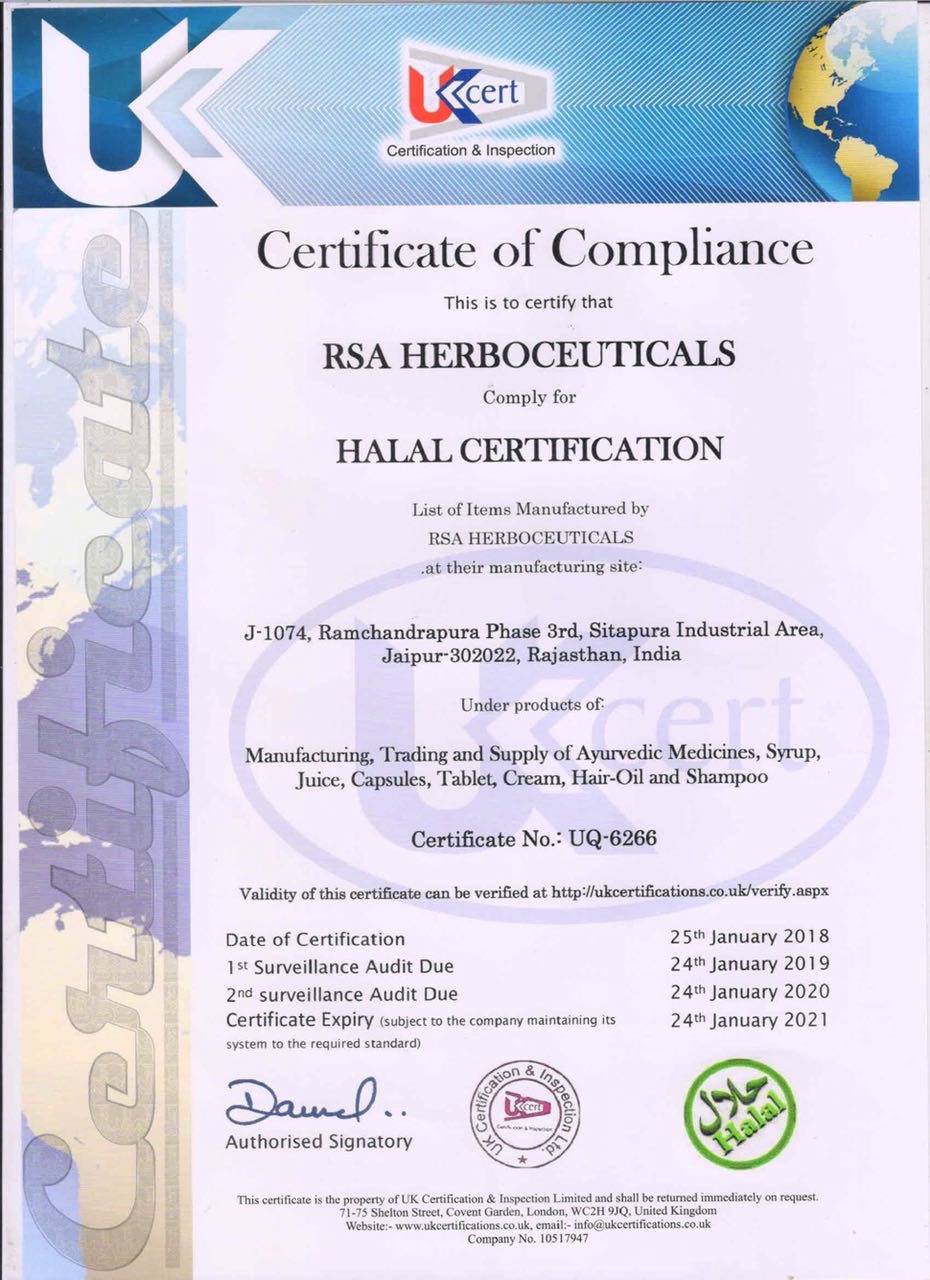 UK
UKcert
Certification & Inspection
Certificate
Certificate of Compliance
This is to certify that
RSA HERBOCEUTICALS
Comply for
HALAL CERTIFICATION
List of Items Manufactured by
RSA HERBOCEUTICALS
.at their manufacturing site:
J-1074, Ramchandrapura Phase 3rd, Sitapura Industrial Area,
Jaipur-302022, Rajasthan, India
Under products of:
Manufacturing, Trading and Supply of Ayurvedic Medicines, Syrup,
Juice, Capsules, Tablet, Cream, Hair-Oil and Shampoo
UKcert
Certificate No.: UQ-6266
Validity of this certificate can be verified at http://ukcertifications.co.uk/verify.aspx
Date of Certification 25th January 2018
1st Surveillance Audit Due 24th January 2019
2nd surveillance Audit Due 24th January 2020
Certificate Expiry (subject to the company maintaining its 24th January 2021
system to the required standard)
Authorised Signatory
UK Certification & Inspection Ltd.
UKcert
Certification & Inspection
حلال
Halal
This certificate is the property of UK Certification & Inspection Limited and shall be returned immediately on request.
71-75 Shelton Street, Covent Garden, London, WC2H 9JQ, United Kingdom
Website:- www.ukcertifications.co.uk, email:- info@ukcertifications.co.uk
Company No. 10517947